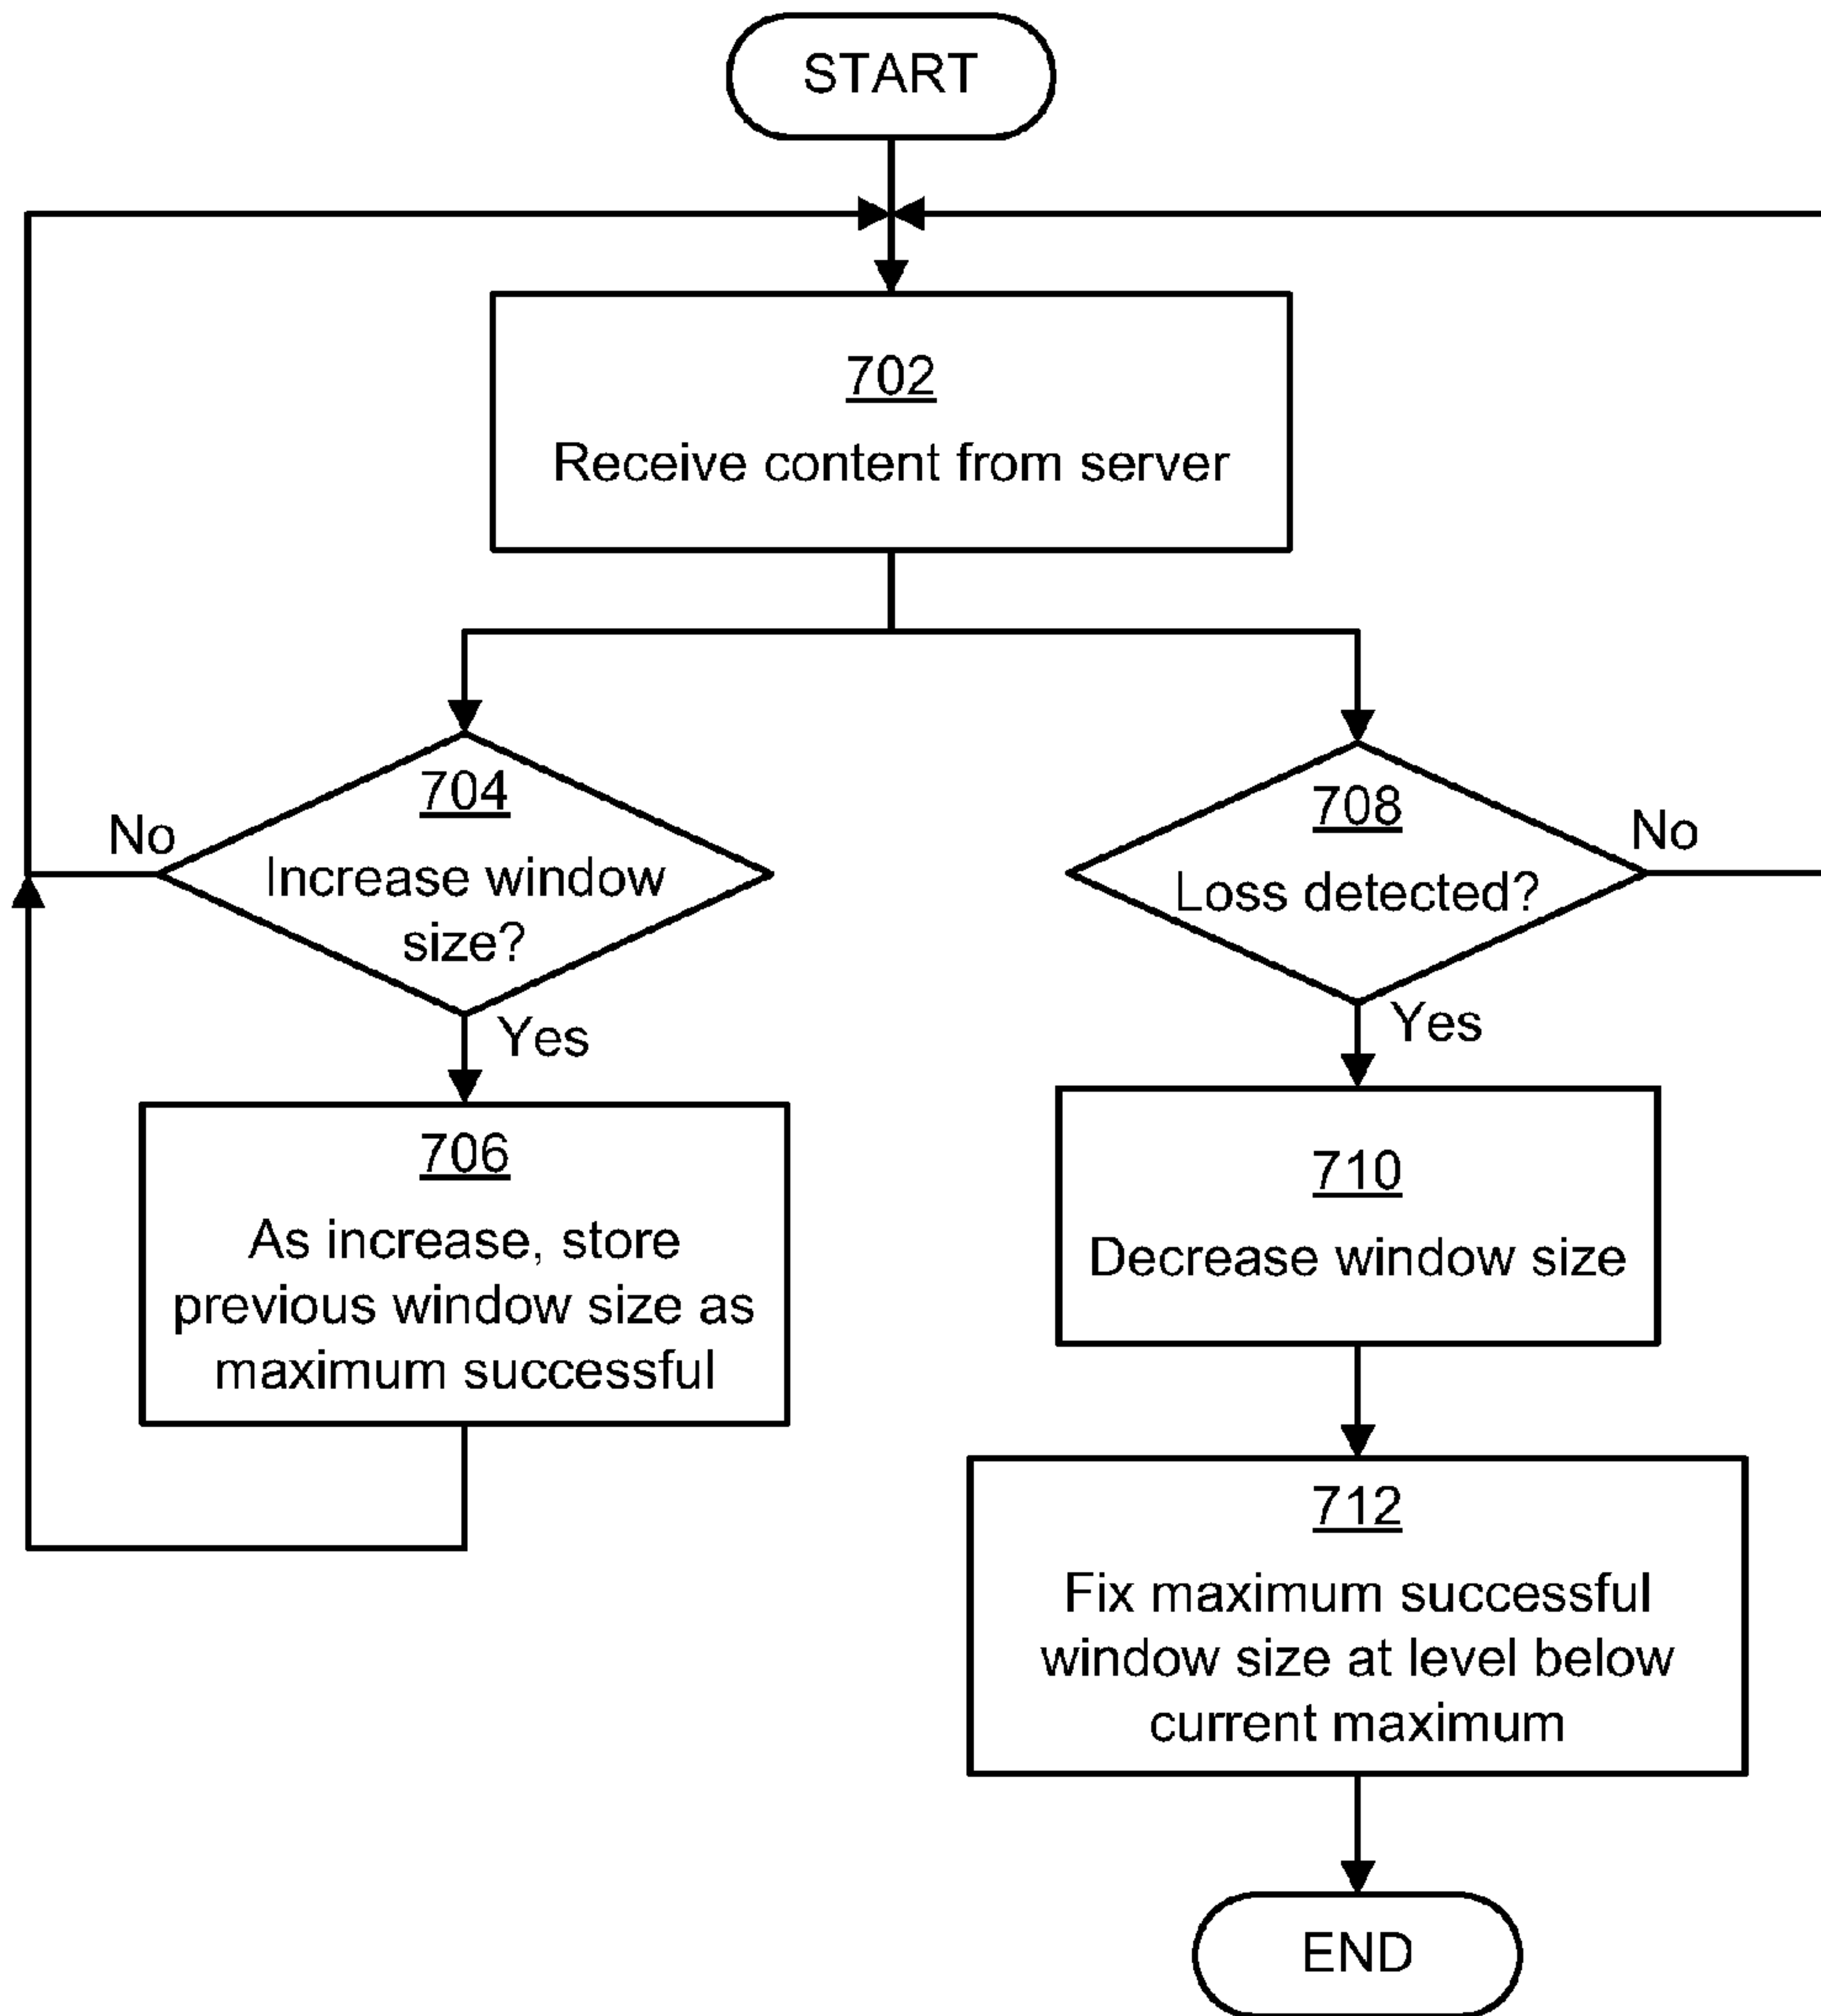 START
702
Receive content from server
704
Increase window
size?
No
Yes
706
As increase, store
previous window size as
maximum successful
708
Loss detected?
No
Yes
710
Decrease window size
712
Fix maximum successful
window size at level below
current maximum
END